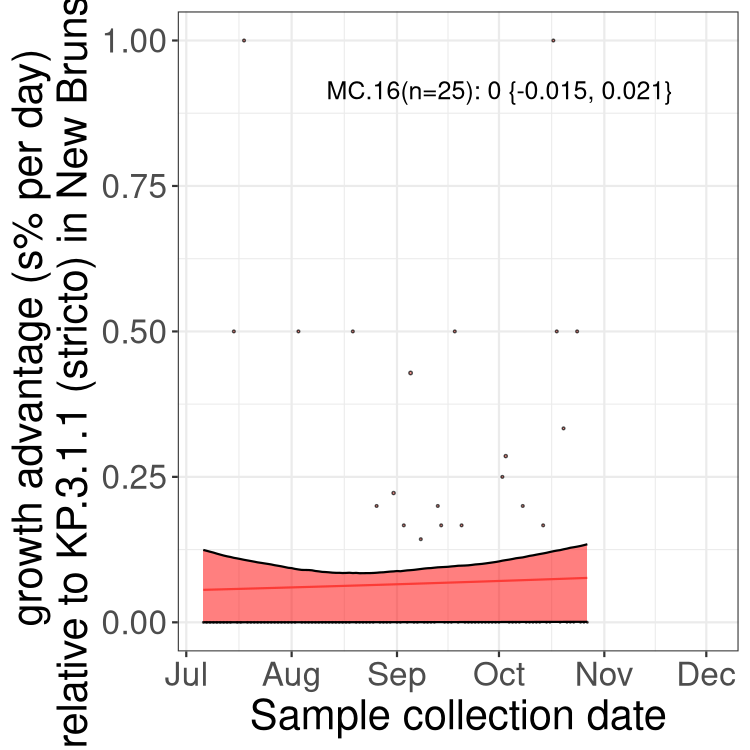 growth advantage (s% per day)
relative to KP.3.1.1 (stricto) in New Bruns
1.00
0.75
0.50
0.25
0.00
MC.16(n=25): 0 {-0.015, 0.021}
Jul Aug Sep Oct Nov Dec
Sample collection date